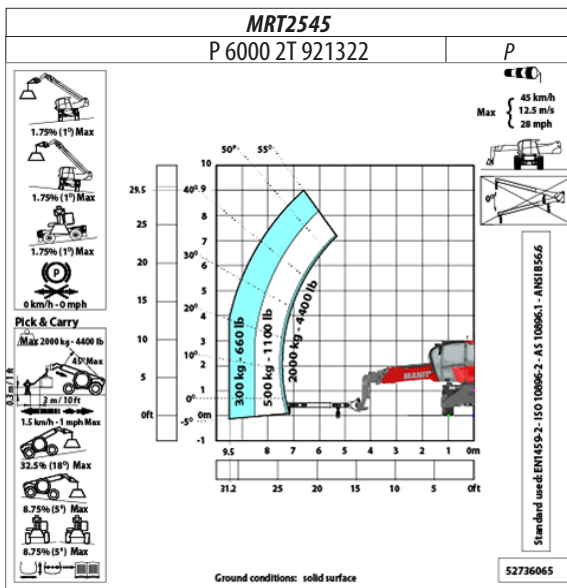 MRT2545
P 6000 2T 921322 P
1.75% (1°) Max
1.75% (1°) Max
1.75% (1°) Max
P
0 km/h - 0 mph
Pick & Carry
Max 2000 kg - 4400 lb
45° Max
0.3 m / 1 ft
3 m / 10 ft
1.5 km/h - 1 mph Max
32.5% (18°) Max
8.75% (5°) Max
8.75% (5°) Max
Max
45 km/h
12.5 m/s
28 mph
0°
50° 55°
40°
30°
20°
10°
0°
-5°
29.5
25
20
15
10
5
0ft
10
9
8
7
6
5
4
3
2
1
0m
-1
300 kg - 660 lb
500 kg - 1100 lb
2000 kg - 4400 lb
MANIT
9.5 8 7 6 5 4 3 2 1 0m
31.2 25 20 15 10 5 0ft
Standard used: EN1459-2 - ISO 10896-2 - AS 10896.1 - ANSI B56.6
Ground conditions: solid surface
52736065